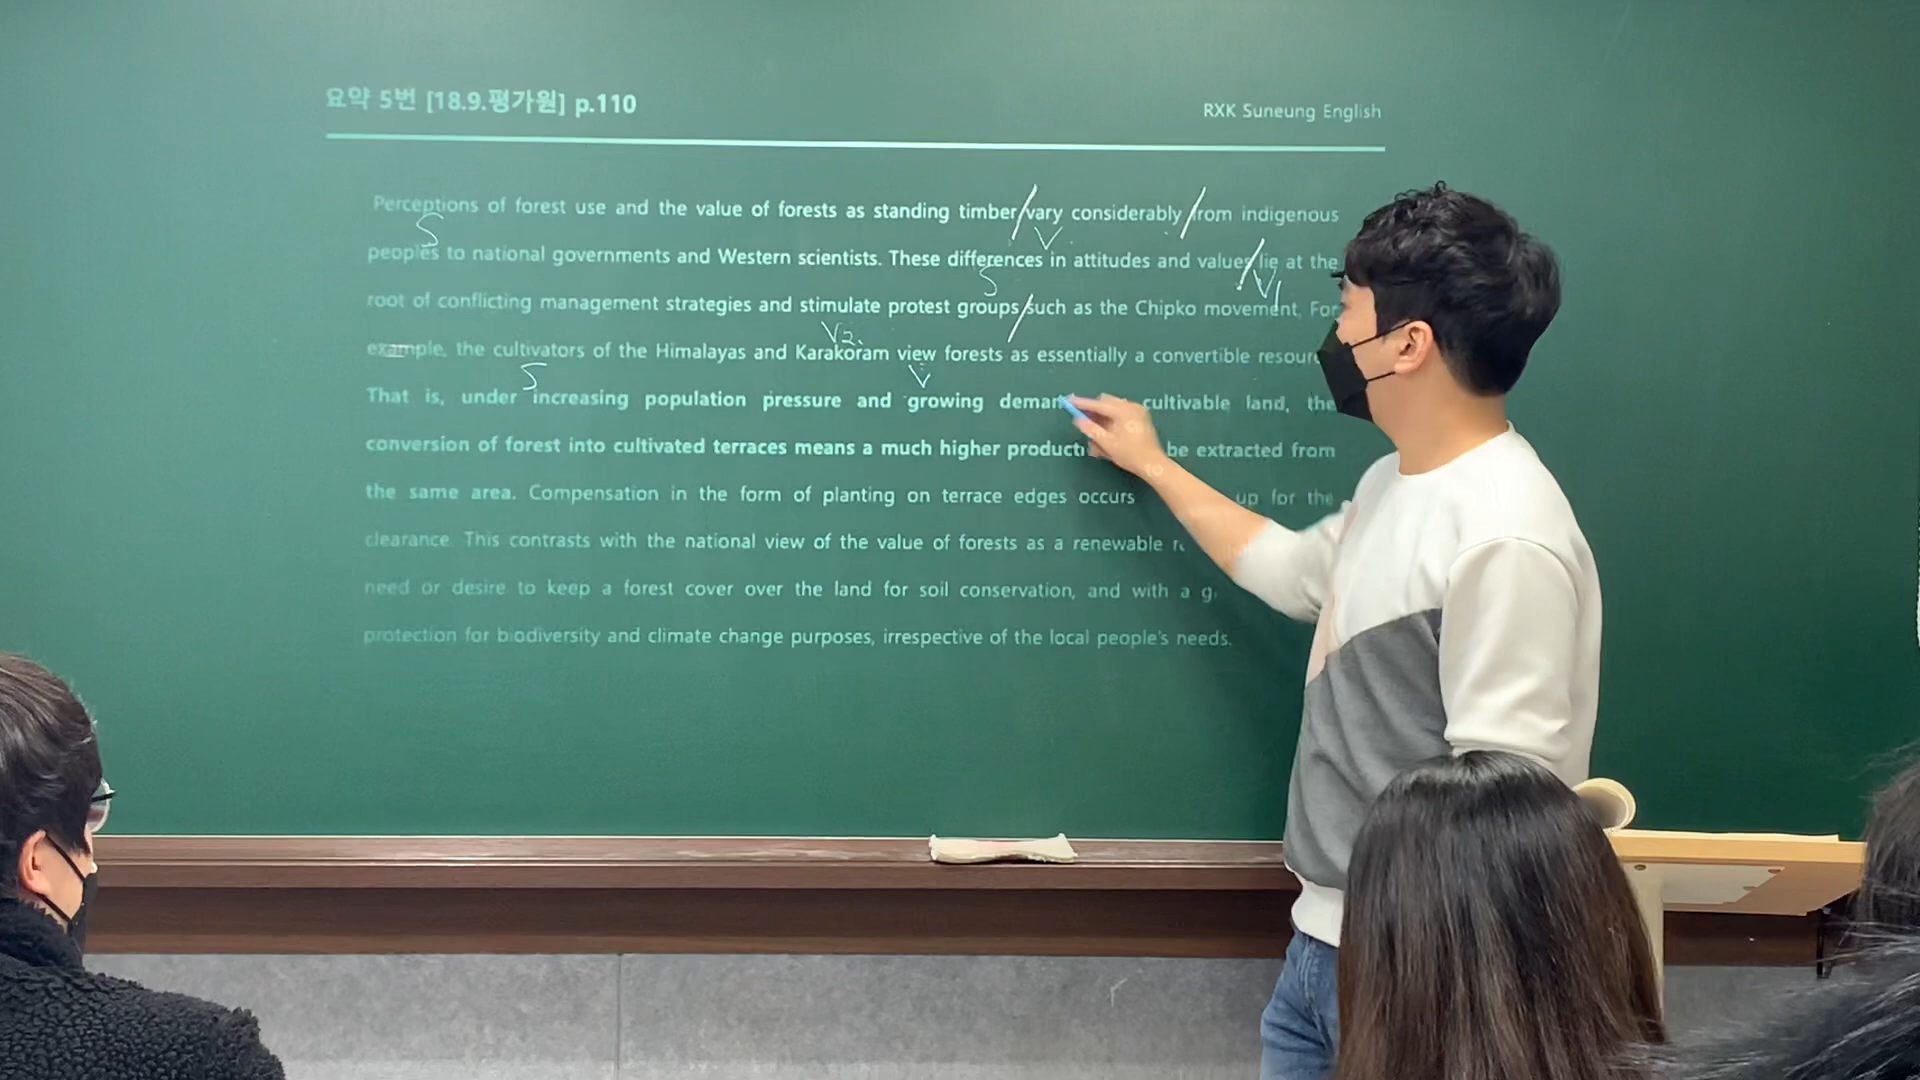 요약 5번 [18.9.평가원] p.110
RXK Suneung English
Perceptions of forest use and the value of forests as standing timber/vary considerably/from indigenous
S V
peoples to national governments and Western scientists. These differences in attitudes and values/lie at the
S V1
root of conflicting management strategies and stimulate protest groups/such as the Chipko movement. For
V2.
example, the cultivators of the Himalayas and Karakoram view forests as essentially a convertible
S V
That is, under increasing population pressure and growing cultivable land, the
conversion of forest into cultivated terraces means a much higher be extracted from
the same area. Compensation in the form of planting on terrace edges occurs to up for the
clearance. This contrasts with the national view of the value of forests as a renewable
need or desire to keep a forest cover over the land for soil conservation, and with a
protection for biodiversity and climate change purposes, irrespective of the local people's needs.